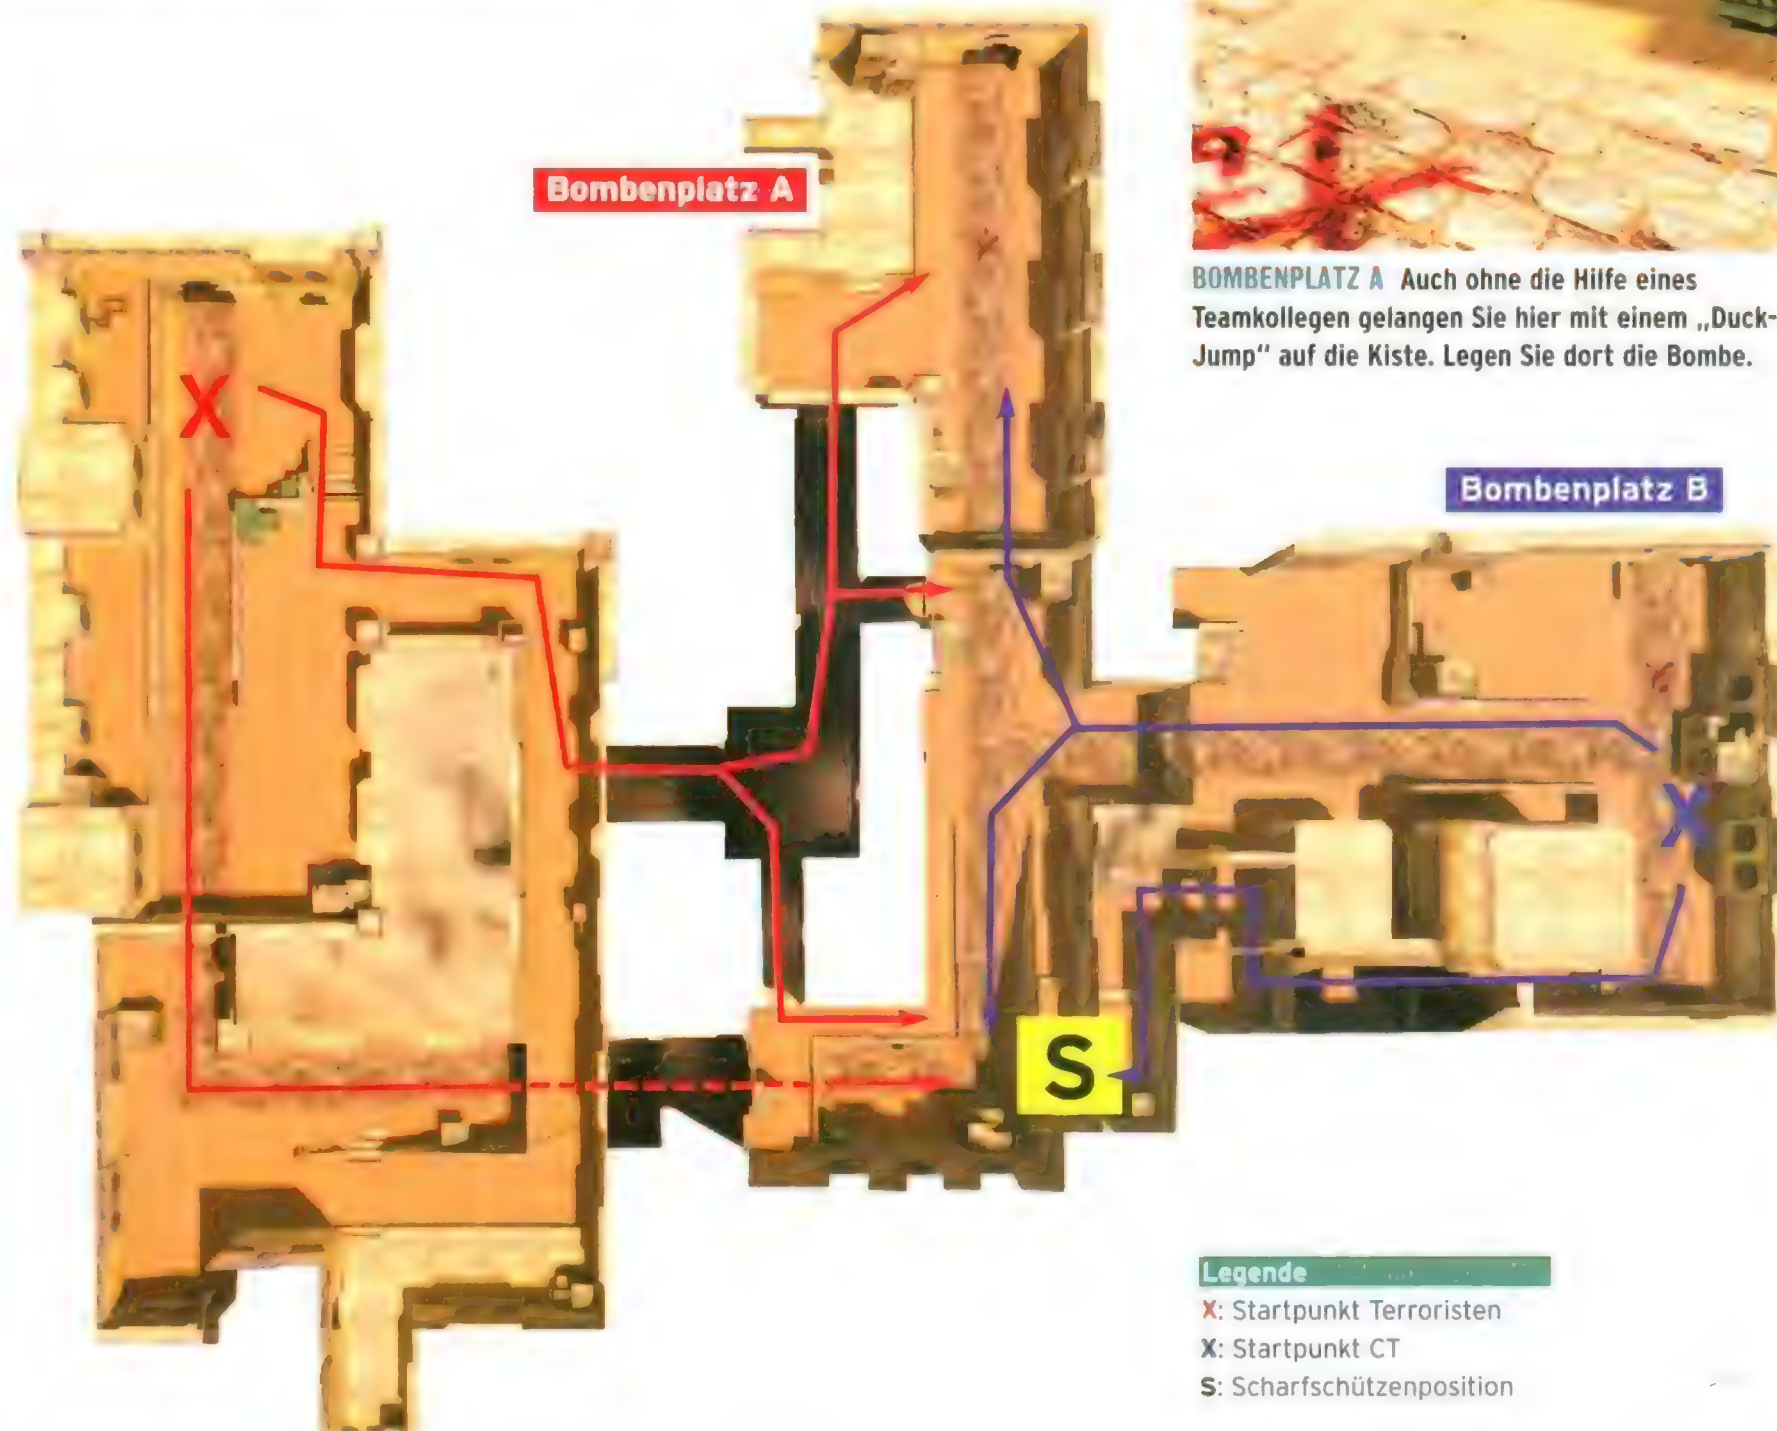 Bombenplatz A
BOMBENPLATZ A Auch ohne die Hilfe eines
Teamkollegen gelangen Sie hier mit einem „Duck-
Jump“ auf die Kiste. Legen Sie dort die Bombe.
Bombenplatz B
X
X
S
Legende
X: Startpunkt Terroristen
X: Startpunkt CT
S: Scharfschützenposition